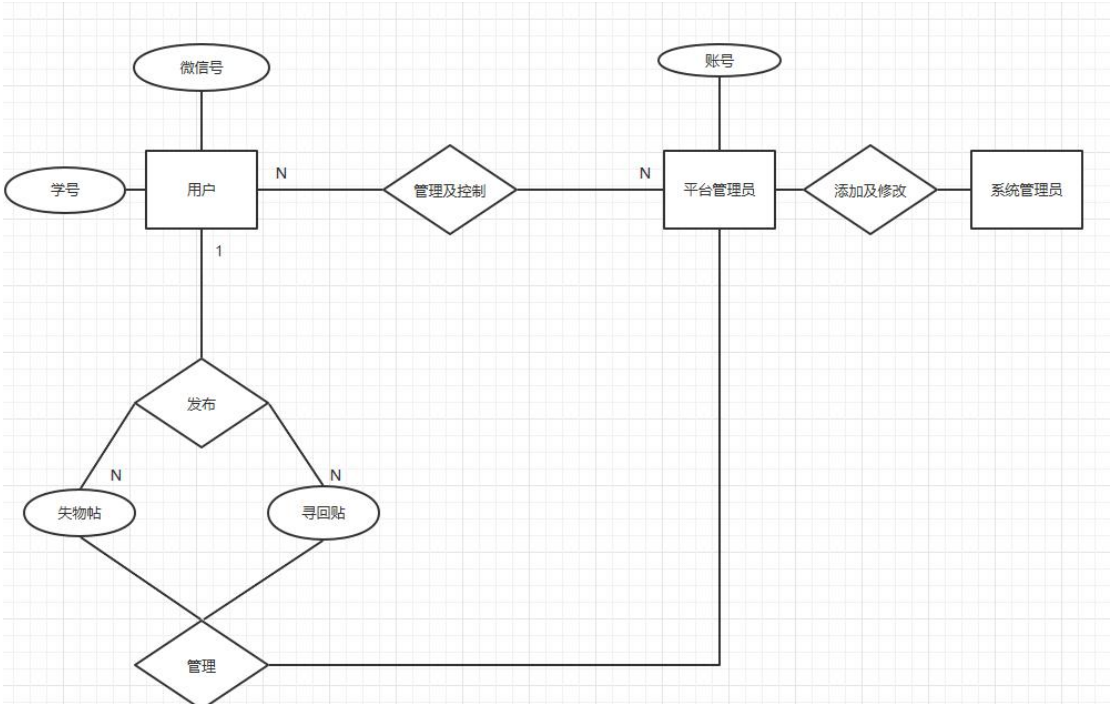 微信号
账号
学号
用户
N
管理及控制
N
平台管理员
添加及修改
系统管理员
1
发布
N
N
失物帖
寻回贴
管理